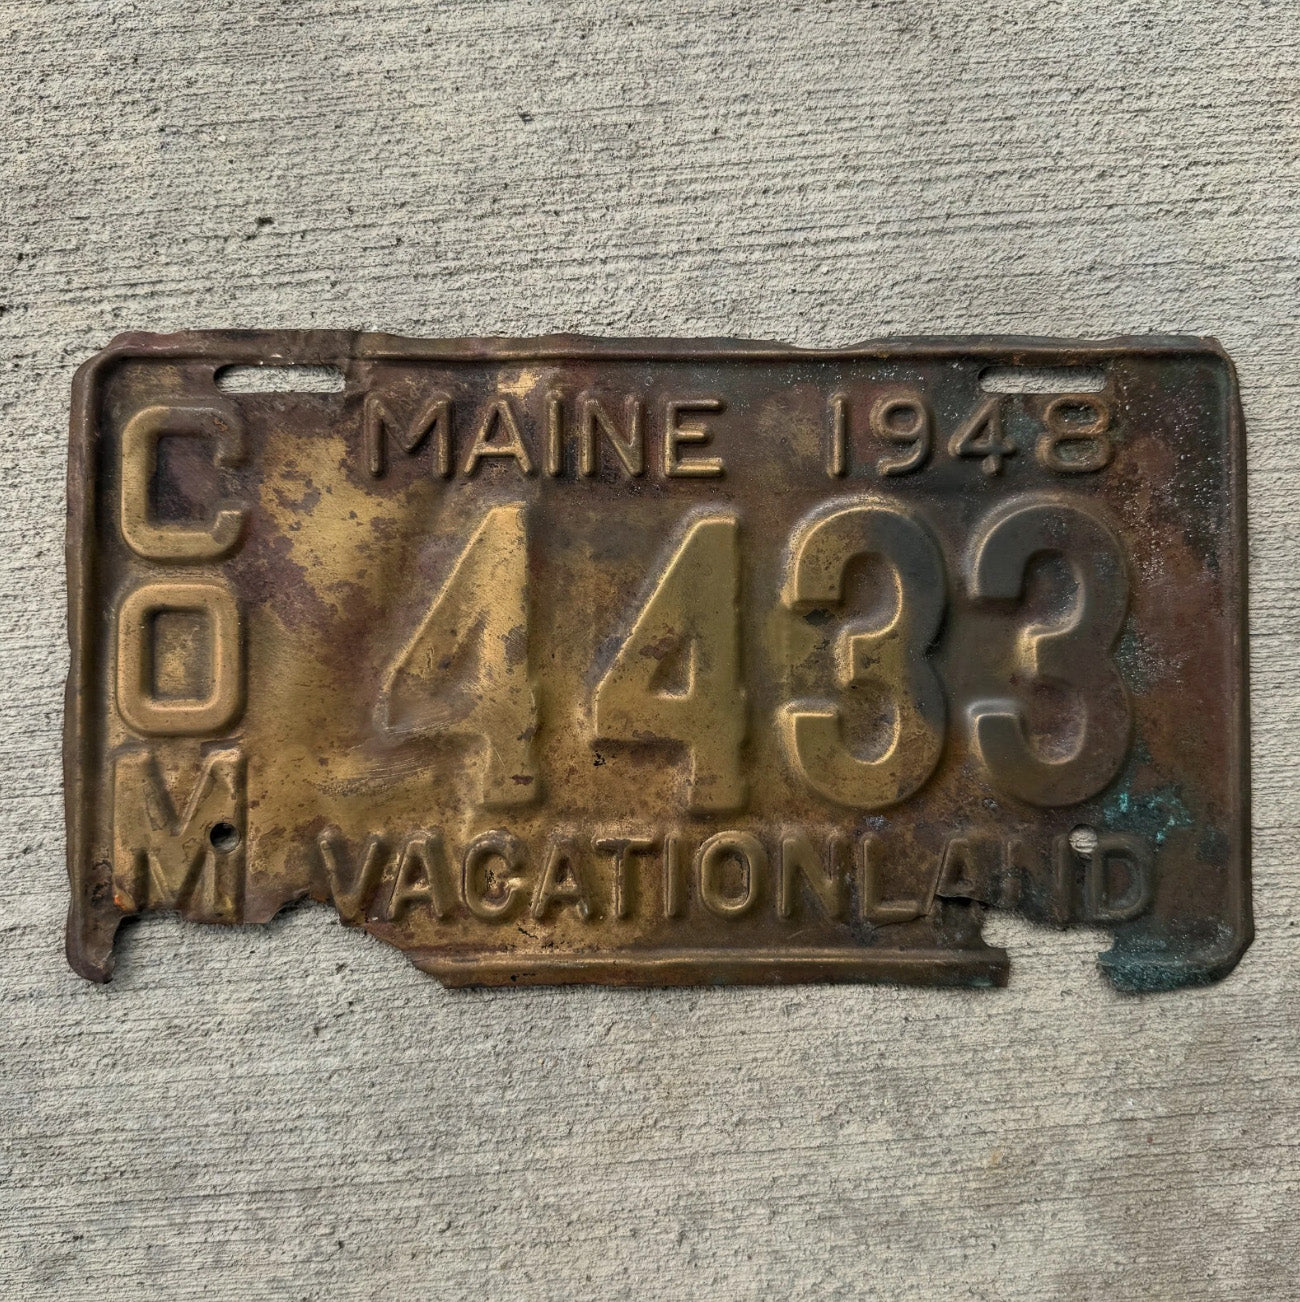 COM
MAINE 1948
4433
VACATIONLAND